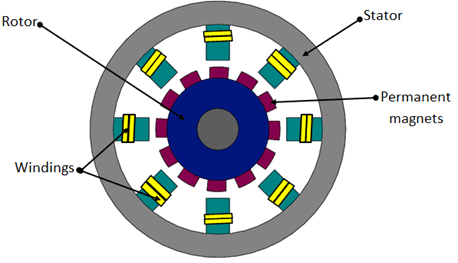 Rotor
Stator
Permanent
magnets
Windings